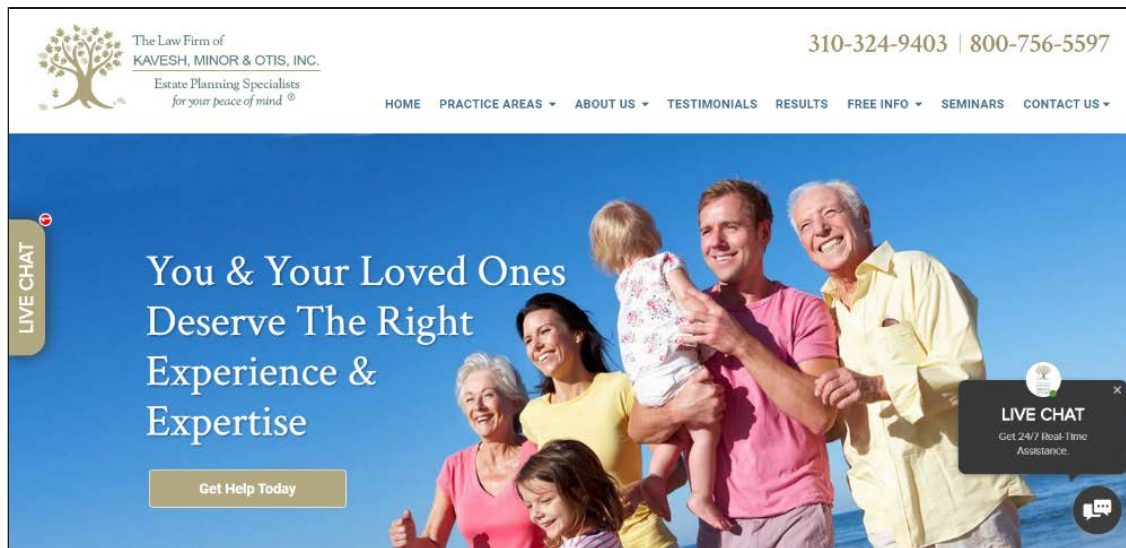 The Law Firm of
KAVESH, MINOR & OTIS, INC.
Estate Planning Specialists
for your peace of mind ®
310-324-9403 | 800-756-5597
HOME PRACTICE AREAS ABOUT US TESTIMONIALS RESULTS FREE INFO SEMINARS CONTACT US
LIVE CHAT
You & Your Loved Ones
Deserve The Right
Experience &
Expertise
Get Help Today
LIVE CHAT
Get 24/7 Real-Time
Assistance.